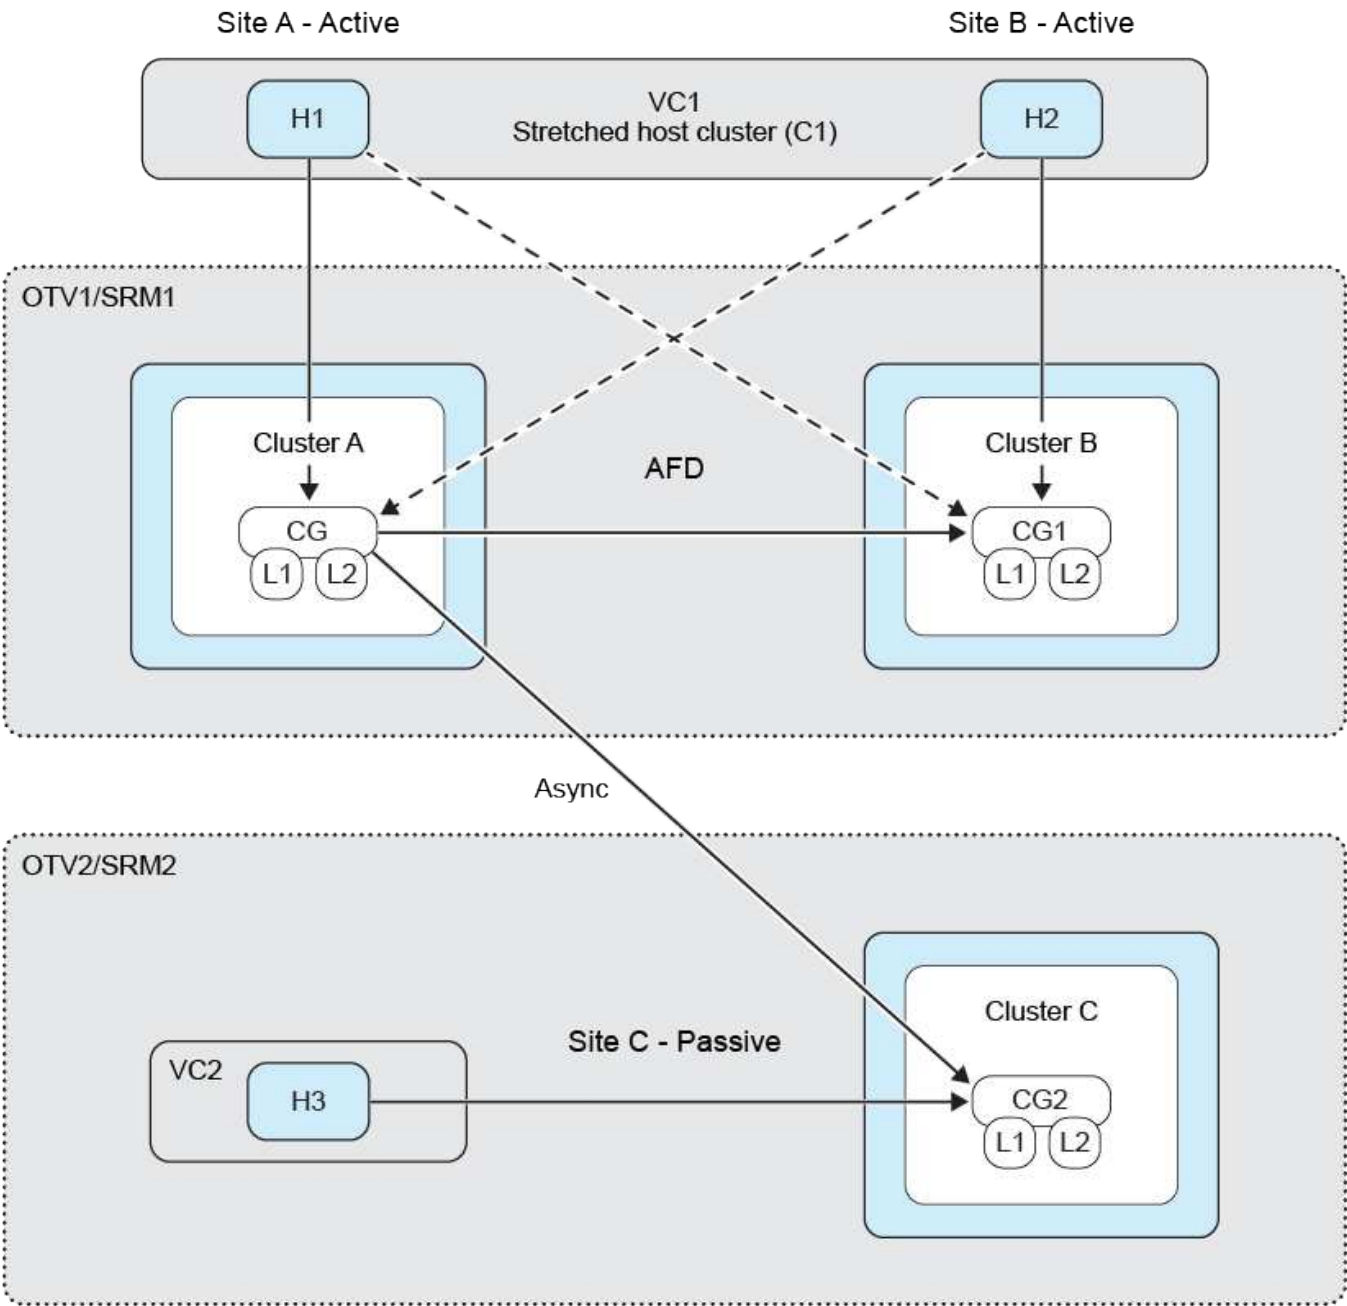 Site A - Active
Site B - Active
H1
VC1
Stretched host cluster (C1)
H2
OTV1/SRM1
Cluster A
AFD
Cluster B
CG
L1
L2
CG1
L1
L2
Async
OTV2/SRM2
Site C - Passive
VC2
H3
Cluster C
CG2
L1
L2